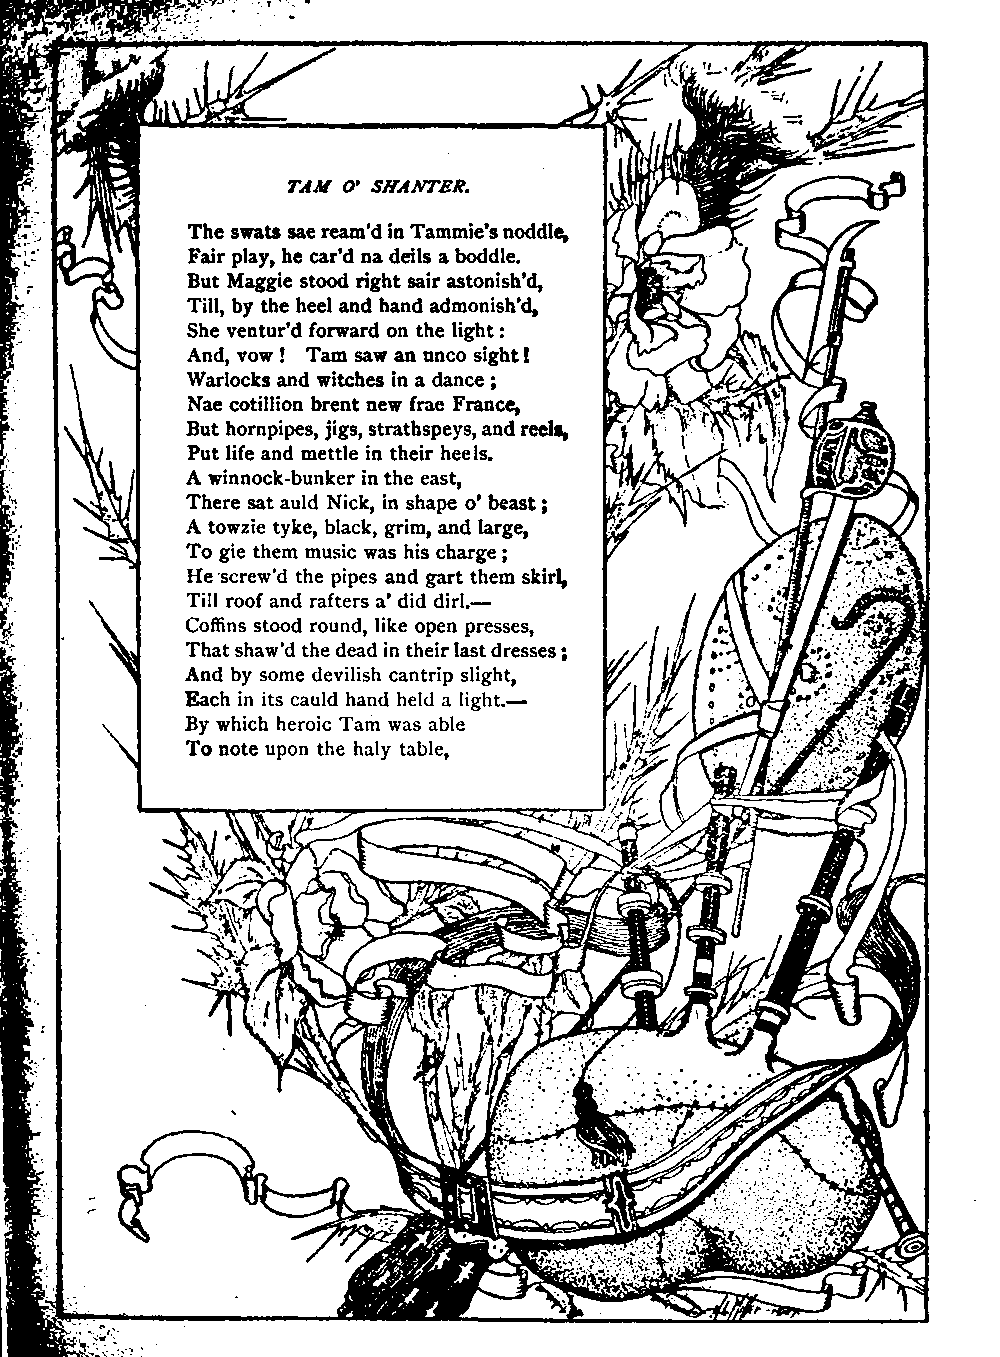 TAM O' SHANTER.
The swats sae ream'd in Tammie's noddle,
Fair play, he car'd na deils a boddle.
But Maggie stood right sair astonish'd,
Till, by the heel and hand admonish'd,
She ventur'd forward on the light :
And, vow ! Tam saw an unco sight !
Warlocks and witches in a dance ;
Nae cotillion brent new frae France,
But hornpipes, jigs, strathspeys, and reels,
Put life and mettle in their heels.
A winnock-bunker in the east,
There sat auld Nick, in shape o' beast ;
A towzie tyke, black, grim, and large,
To gie them music was his charge ;
He screw'd the pipes and gart them skirl,
Till roof and rafters a' did dirl.—
Coffins stood round, like open presses,
That shaw'd the dead in their last dresses ;
And by some devilish cantrip slight,
Each in its cauld hand held a light.—
By which heroic Tam was able
To note upon the haly table,